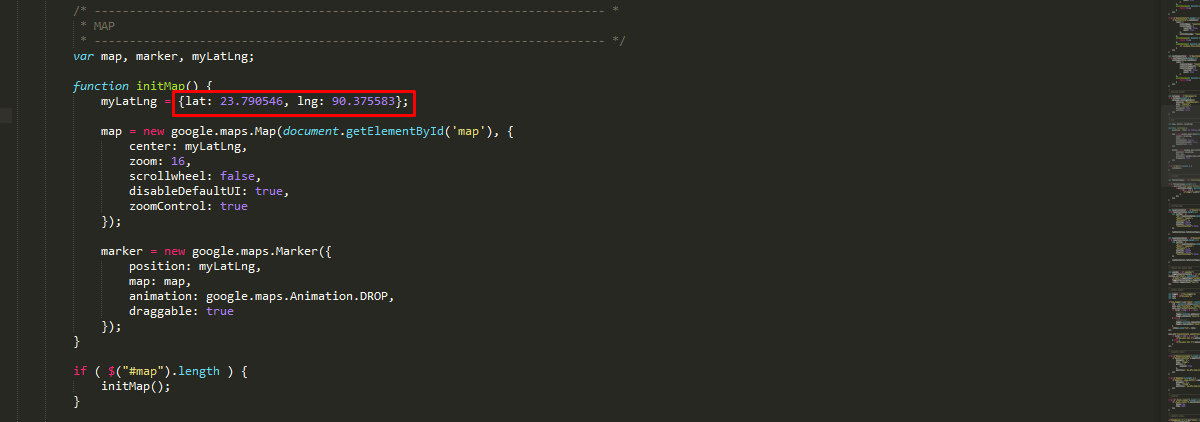 /* ------------------------------------------------------------------------- *
 * MAP
 * ------------------------------------------------------------------------- */
var map, marker, myLatLng;
function initMap() {
    myLatLng = {lat: 23.790546, lng: 90.375583};
    map = new google.maps.Map(document.getElementById('map'), {
        center: myLatLng,
        zoom: 16,
        scrollwheel: false,
        disableDefaultUI: true,
        zoomControl: true
    });
    marker = new google.maps.Marker({
        position: myLatLng,
        map: map,
        animation: google.maps.Animation.DROP,
        draggable: true
    });
}
if ( $("#map").length ) {
    initMap();
}